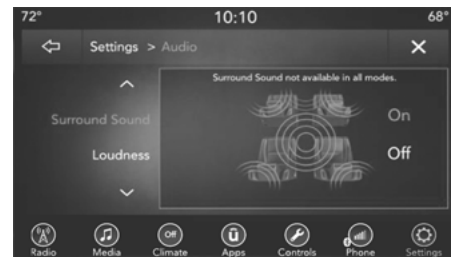 72° 10:10 68°
Settings > Audio
Surround Sound not available in all modes.
Surround Sound On
Loudness Off
Off
Radio Media Climate Apps Controls Phone Settings